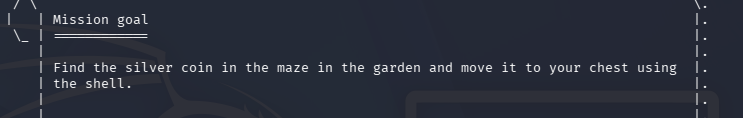 Mission goal
============
Find the silver coin in the maze in the garden and move it to your chest using
the shell.